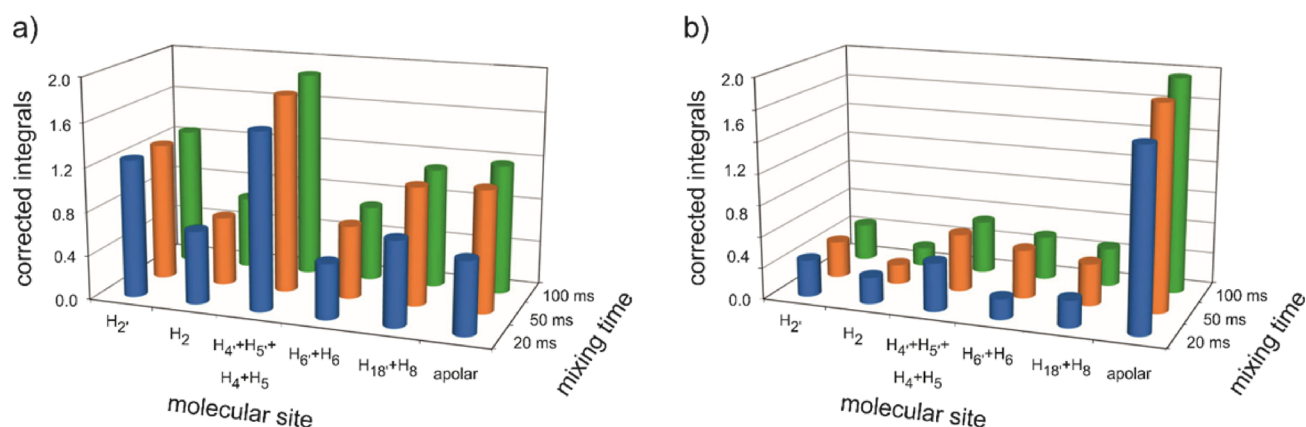 a)
corrected integrals
2.0
1.6
1.2
0.8
0.4
0.0
H2'
H2
H4'+H5'+
H4+H5
H6'+H6
H18'+H8
apolar
molecular site
20 ms
50 ms
100 ms
mixing time
b)
corrected integrals
2.0
1.6
1.2
0.8
0.4
0.0
H2'
H2
H4'+H5'+
H4+H5
H6'+H6
H18'+H8
apolar
molecular site
20 ms
50 ms
100 ms
mixing time